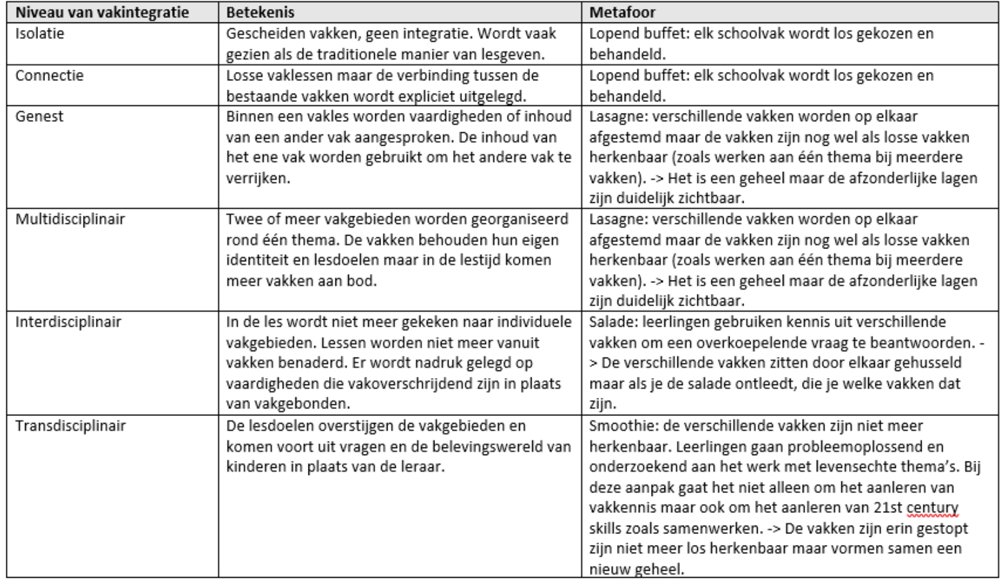 Niveau van vakintegratie
Betekenis
Metafoor
Isolatie
Gescheiden vakken, geen integratie. Wordt vaak
gezien als de traditionele manier van lesgeven.
Lopend buffet: elk schoolvak wordt los gekozen en
behandeld.
Connectie
Losse vaklessen maar de verbinding tussen de
bestaande vakken wordt expliciet uitgelegd.
Lopend buffet: elk schoolvak wordt los gekozen en
behandeld.
Genest
Binnen een vakles worden vaardigheden of inhoud
van een ander vak aangesproken. De inhoud van
het ene vak worden gebruikt om het andere vak te
verrijken.
Lasagne: verschillende vakken worden op elkaar
afgestemd maar de vakken zijn nog wel als losse vakken
herkenbaar (zoals werken aan één thema bij meerdere
vakken). -> Het is een geheel maar de afzonderlijke lagen
zijn duidelijk zichtbaar.
Multidisciplinair
Twee of meer vakgebieden worden georganiseerd
rond één thema. De vakken behouden hun eigen
identiteit en lesdoelen maar in de lestijd komen
meer vakken aan bod.
Lasagne: verschillende vakken worden op elkaar
afgestemd maar de vakken zijn nog wel als losse vakken
herkenbaar (zoals werken aan één thema bij meerdere
vakken). -> Het is een geheel maar de afzonderlijke lagen
zijn duidelijk zichtbaar.
Interdisciplinair
In de les wordt niet meer gekeken naar individuele
vakgebieden. Lessen worden niet meer vanuit
vakken benaderd. Er wordt nadruk gelegd op
vaardigheden die vakoverschrijdend zijn in plaats
van vakgebonden.
Salade: leerlingen gebruiken kennis uit verschillende
vakken om een overkoepelende vraag te beantwoorden. -
> De verschillende vakken zitten door elkaar gehusseld
maar als je de salade ontleedt, die je welke vakken dat
zijn.
Transdisciplinair
De lesdoelen overstijgen de vakgebieden en
komen voort uit vragen en de belevingswereld van
kinderen in plaats van de leraar.
Smoothie: de verschillende vakken zijn niet meer
herkenbaar. Leerlingen gaan probleemoplossend en
onderzoekend aan het werk met levensechte thema’s. Bij
deze aanpak gaat het niet alleen om het aanleren van
vakkennis maar ook om het aanleren van 21st century
skills zoals samenwerken. -> De vakken zijn erin gestopt
zijn niet meer los herkenbaar maar vormen samen een
nieuw geheel.